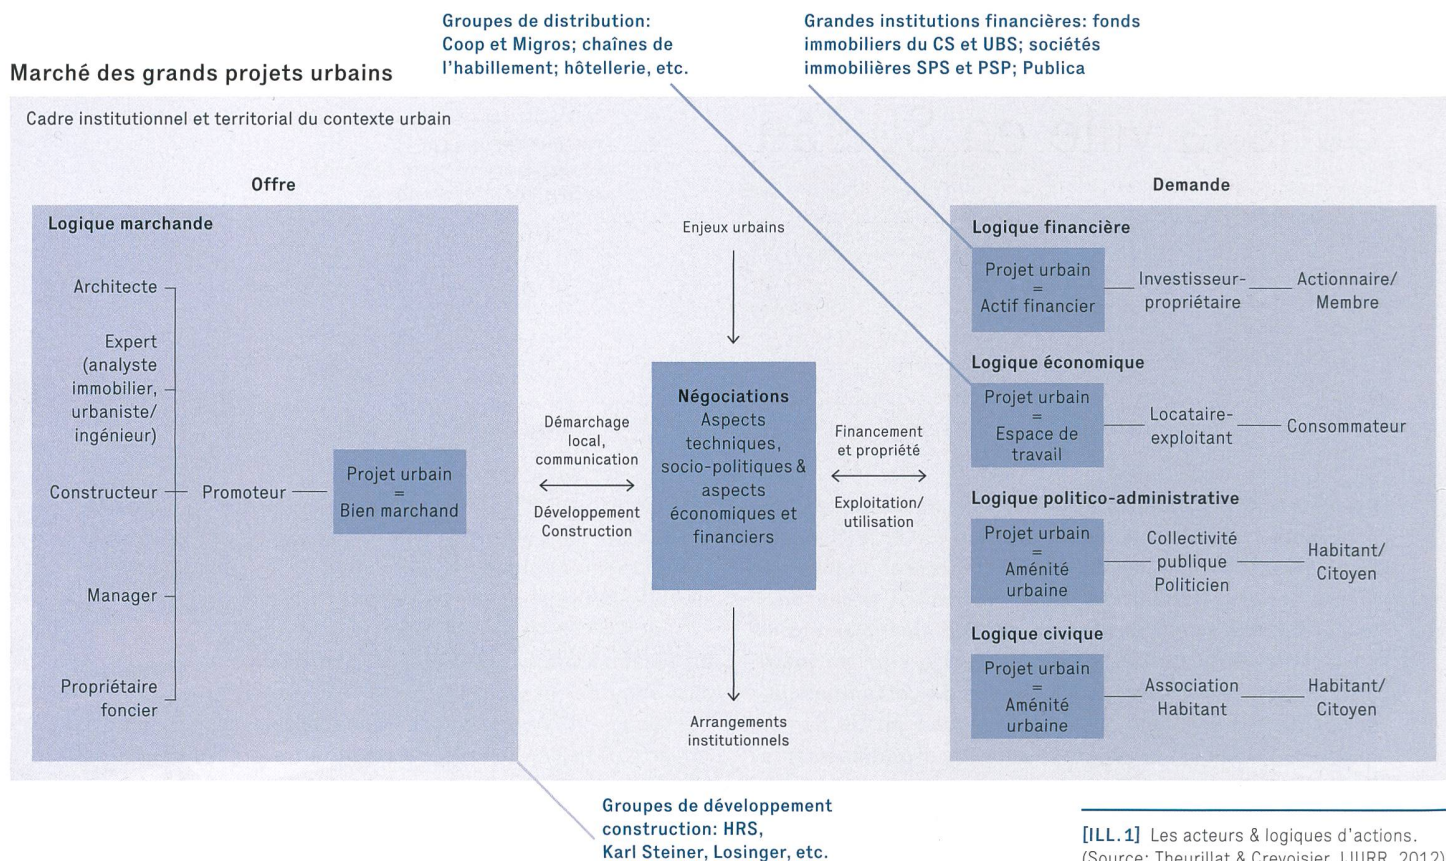 Groupes de distribution:
Coop et Migros; chaînes de
l'habillement; hôtellerie, etc.
Grandes institutions financières: fonds
immobiliers du CS et UBS; sociétés
immobilières SPS et PSP; Publica
Marché des grands projets urbains
Cadre institutionnel et territorial du contexte urbain
Offre
Logique marchande
Architecte
Expert
(analyste
immobilier,
urbaniste/
ingénieur)
Constructeur
Promoteur
Projet urbain
=
Bien marchand
Manager
Propriétaire
foncier
Démarchage
local,
communication
Développement
Construction
Enjeux urbains
Négociations
Aspects
techniques,
socio-politiques &
aspects
économiques et
financiers
Arrangements
institutionnels
Financement
et propriété
Exploitation/
utilisation
Demande
Logique financière
Projet urbain
=
Actif financier
Investisseur-
propriétaire
Actionnaire/
Membre
Logique économique
Projet urbain
=
Espace de
travail
Locataire-
exploitant
Consommateur
Logique politico-administrative
Projet urbain
=
Aménité
urbaine
Collectivité
publique
Politicien
Habitant/
Citoyen
Logique civique
Projet urbain
=
Aménité
urbaine
Association
Habitant
Habitant/
Citoyen
Groupes de développement
construction: HRS,
Karl Steiner, Losinger, etc.
[ILL.1] Les acteurs & logiques d'actions.
(Source: Theurillat & Crevoisier, IJURR, 2012)